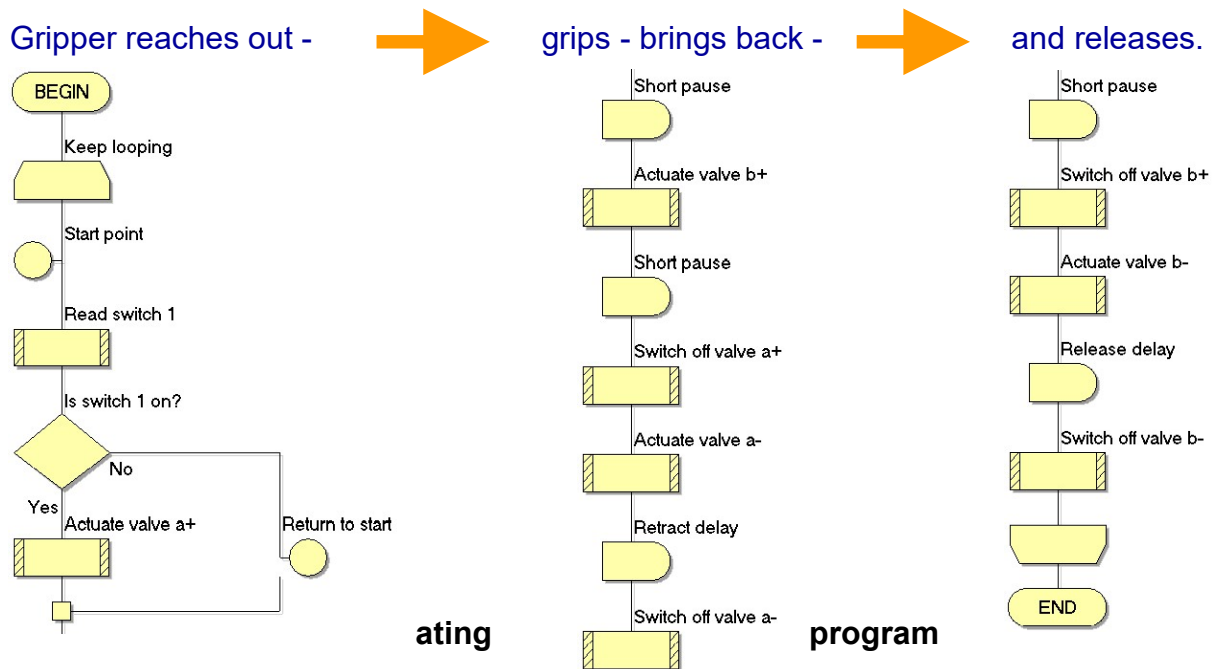 Gripper reaches out -
grips - brings back -
and releases.
BEGIN
Keep looping
Start point
Read switch 1
Is switch 1 on?
No
Yes
Actuate valve a+
Return to start
Short pause
Actuate valve b+
Short pause
Switch off valve a+
Actuate valve a-
Retract delay
Switch off valve a-
Short pause
Switch off valve b+
Actuate valve b-
Release delay
Switch off valve b-
END
ating
program